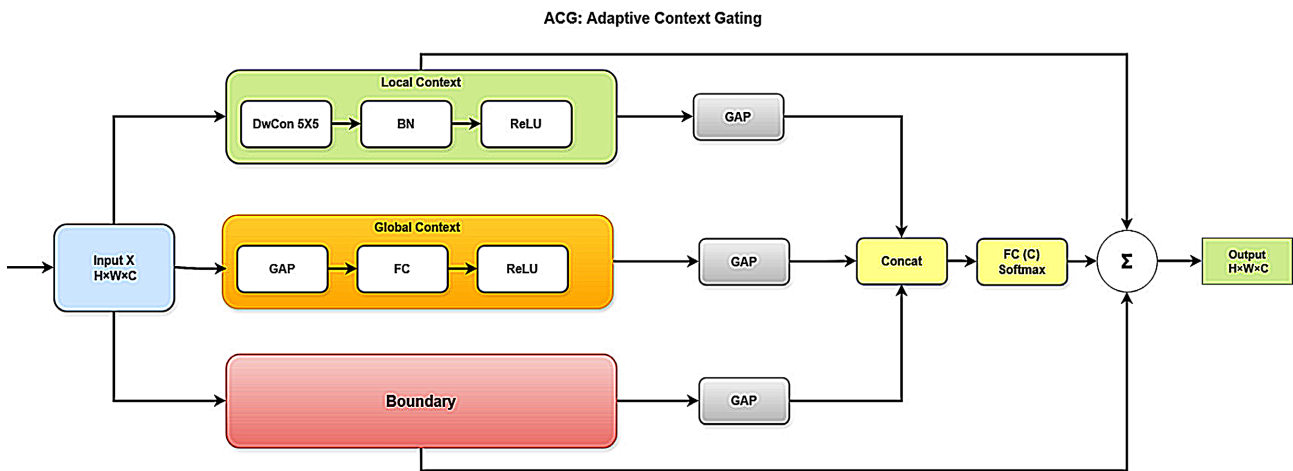 ACG: Adaptive Context Gating
Local Context
DwCon 5X5
BN
ReLU
GAP
Input X
H×W×C
Global Context
GAP
FC
ReLU
GAP
Concat
FC (C)
Softmax
Σ
Output
H×W×C
Boundary
GAP